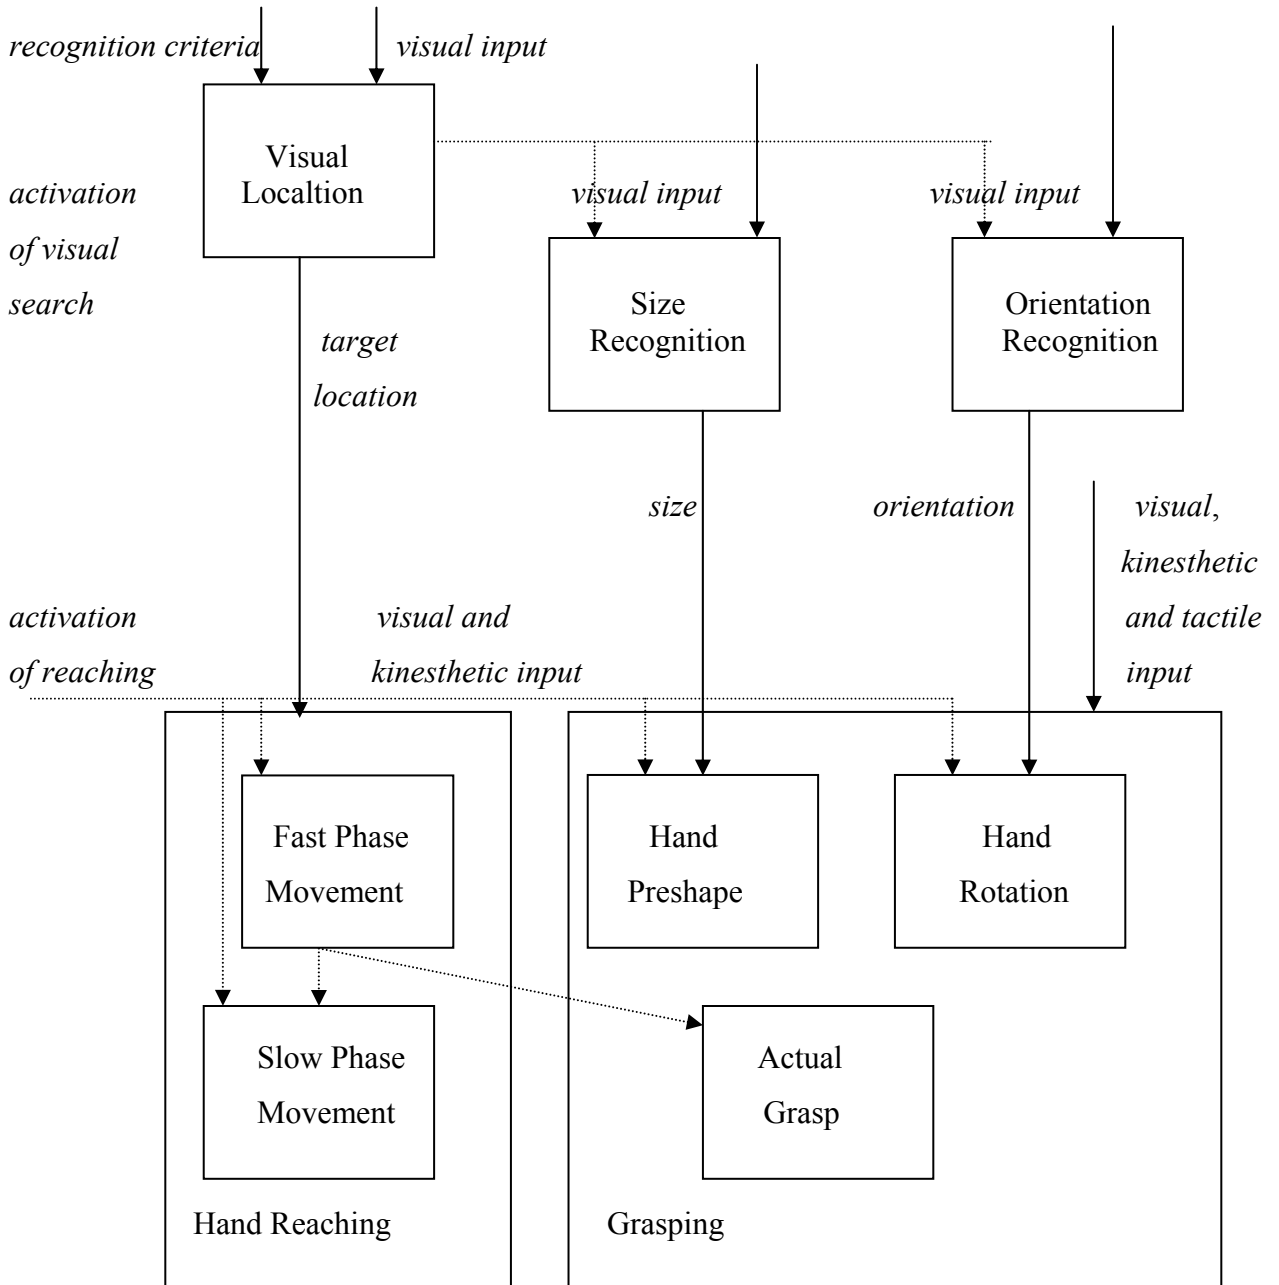 recognition criteria
visual input
Visual
Localtion
activation
of visual
search
visual input
visual input
Size
Recognition
Orientation
Recognition
target
location
size
orientation
visual,
kinesthetic
and tactile
input
activation
of reaching
visual and
kinesthetic input
Fast Phase
Movement
Hand
Preshape
Hand
Rotation
Slow Phase
Movement
Actual
Grasp
Hand Reaching
Grasping